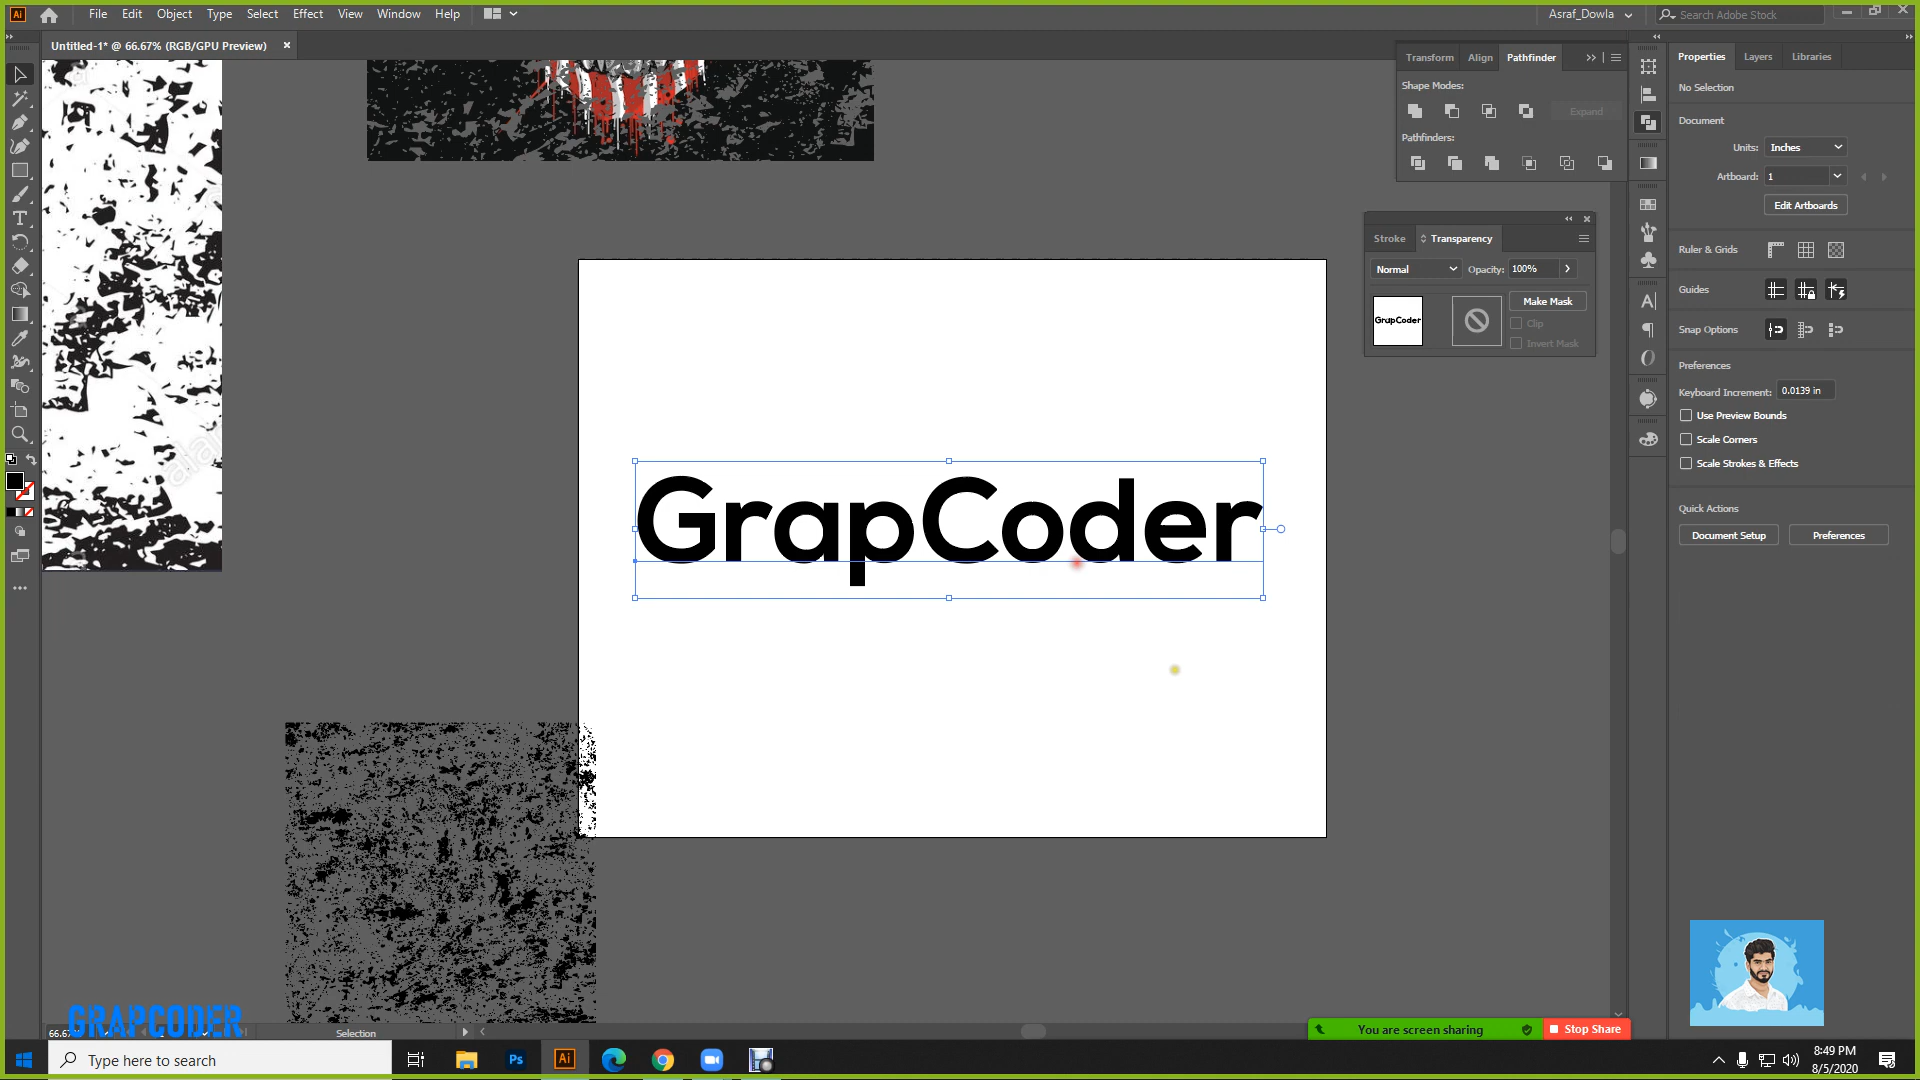 Ai File Edit Object Type Select Effect View Window Help Asraf_Dowla Search Adobe Stock
Untitled-1* @ 66.67% (RGB/GPU Preview)
Transform Align Pathfinder
Shape Modes:
Expand
Pathfinders:
Stroke Transparency
Normal Opacity: 100%
GrapCoder
Make Mask
Clip
Invert Mask
Properties Layers Libraries
No Selection
Document
Units: Inches
Artboard: 1
Edit Artboards
Ruler & Grids
Guides
Snap Options
Preferences
Keyboard Increment: 0.0139 in
Use Preview Bounds
Scale Corners
Scale Strokes & Effects
Quick Actions
Document Setup Preferences
GrapCoder
GRAPCODER
Selection
You are screen sharing Stop Share
Type here to search
Ps Ai
8:49 PM
8/5/2020